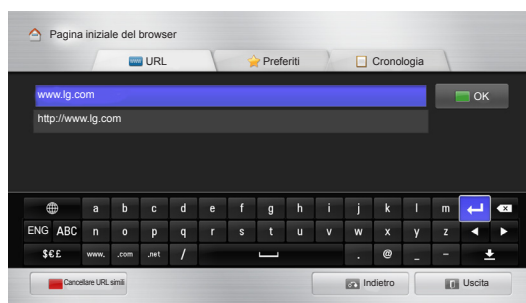 Pagina iniziale del browser
URL Preferiti Cronologia
www.lg.com OK
http://www.lg.com
a b c d e f g h i j k l m
ENG ABC n o p q r s t u v w x y z
$€£ www. .com .net / . @ _ -
Cancellare URL simili Indietro Uscita